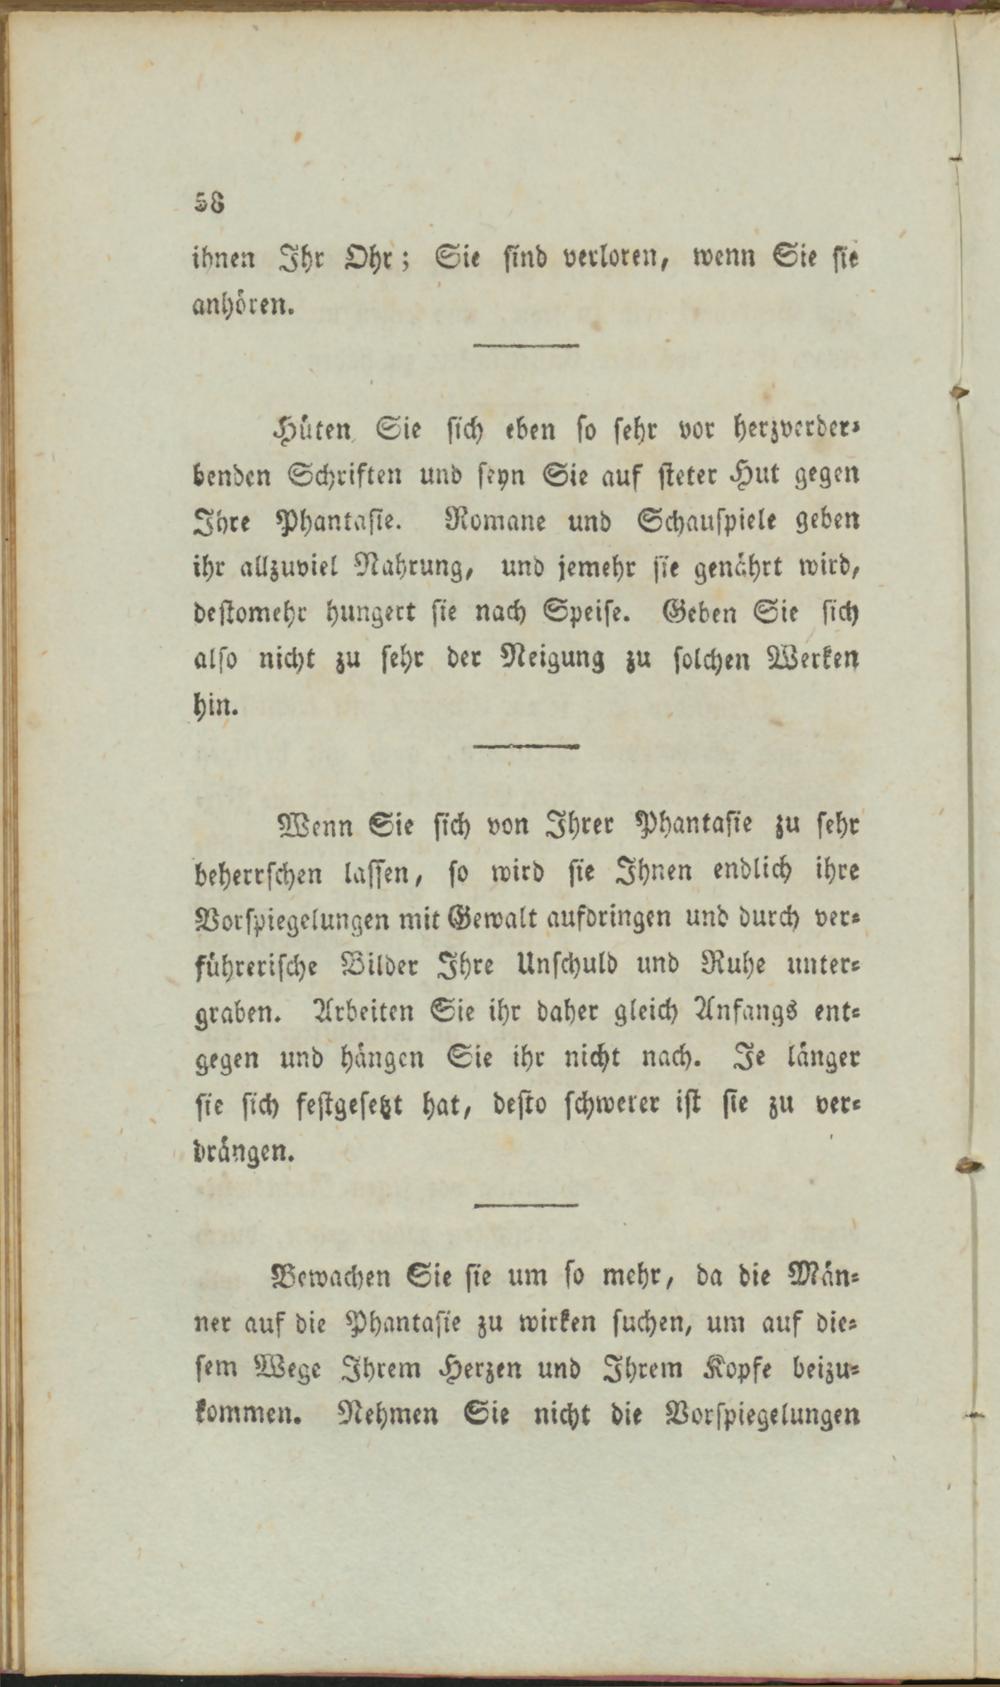 58
ihnen Ihr Ohr; Sie sind verloren, wenn Sie sie
anhören.
Hüten Sie sich eben so sehr vor herzverder-
benden Schriften und seyn Sie auf steter Hut gegen
Ihre Phantasie. Romane und Schauspiele geben
ihr allzuviel Nahrung, und jemehr sie genährt wird,
destomehr hungert sie nach Speise. Geben Sie sich
also nicht zu sehr der Neigung zu solchen Werken
hin.
Wenn Sie sich von Ihrer Phantasie zu sehr
beherrschen lassen, so wird sie Ihnen endlich ihre
Vorspiegelungen mit Gewalt aufdringen und durch ver-
führerische Bilder Ihre Unschuld und Ruhe unter-
graben. Arbeiten Sie ihr daher gleich Anfangs ent-
gegen und hängen Sie ihr nicht nach. Je länger
sie sich festgesetzt hat, desto schwerer ist sie zu ver-
drängen.
Bewachen Sie sie um so mehr, da die Män-
ner auf die Phantasie zu wirken suchen, um auf die-
sem Wege Ihrem Herzen und Ihrem Kopfe beizu-
kommen. Nehmen Sie nicht die Vorspiegelungen